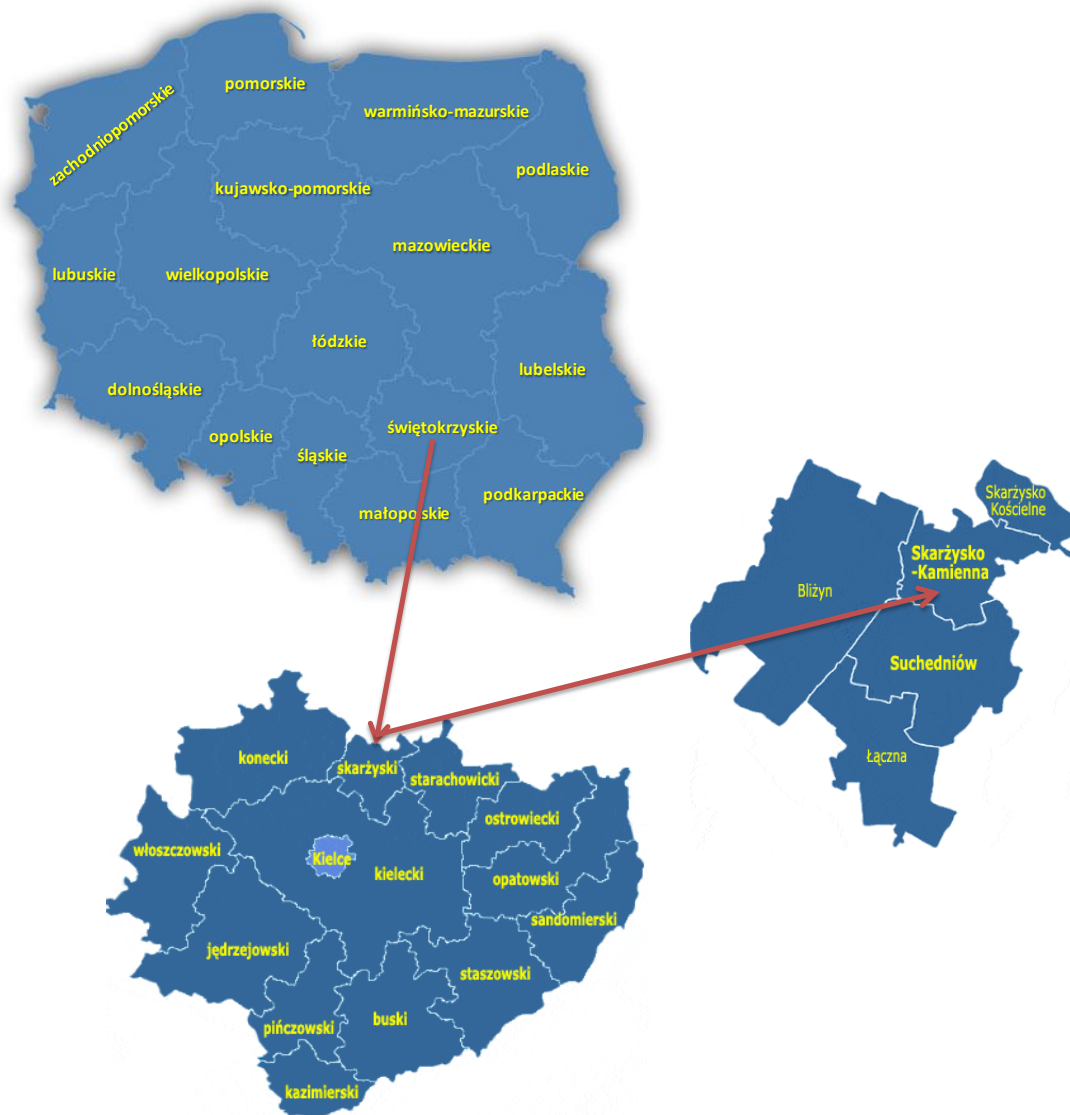 pomorskie
zachodniopomorskie
warmińsko-mazurskie
podlaskie
kujawsko-pomorskie
mazowieckie
lubuskie
wielkopolskie
łódzkie
lubelskie
dolnośląskie
świętokrzyskie
opolskie
śląskie
podkarpackie
małopolskie
Skarżysko
Kościelne
Skarżysko
-Kamienna
Bliżyn
Suchedniów
Łączna
konecki
skarżyski
starachowicki
ostrowiecki
włoszczowski
Kielce
kielecki
opatowski
sandomierski
jędrzejowski
staszowski
pińczowski
buski
kazimierski